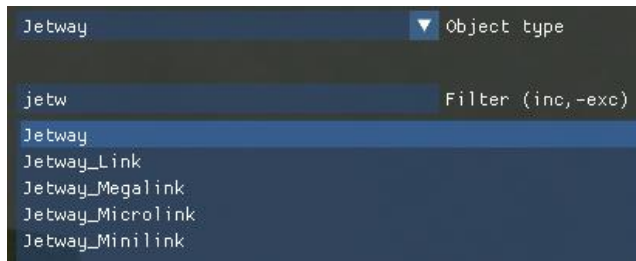 Jetway Object type
jetw Filter (inc,-exc)
Jetway
Jetway_Link
Jetway_Megalink
Jetway_Microlink
Jetway_Minilink